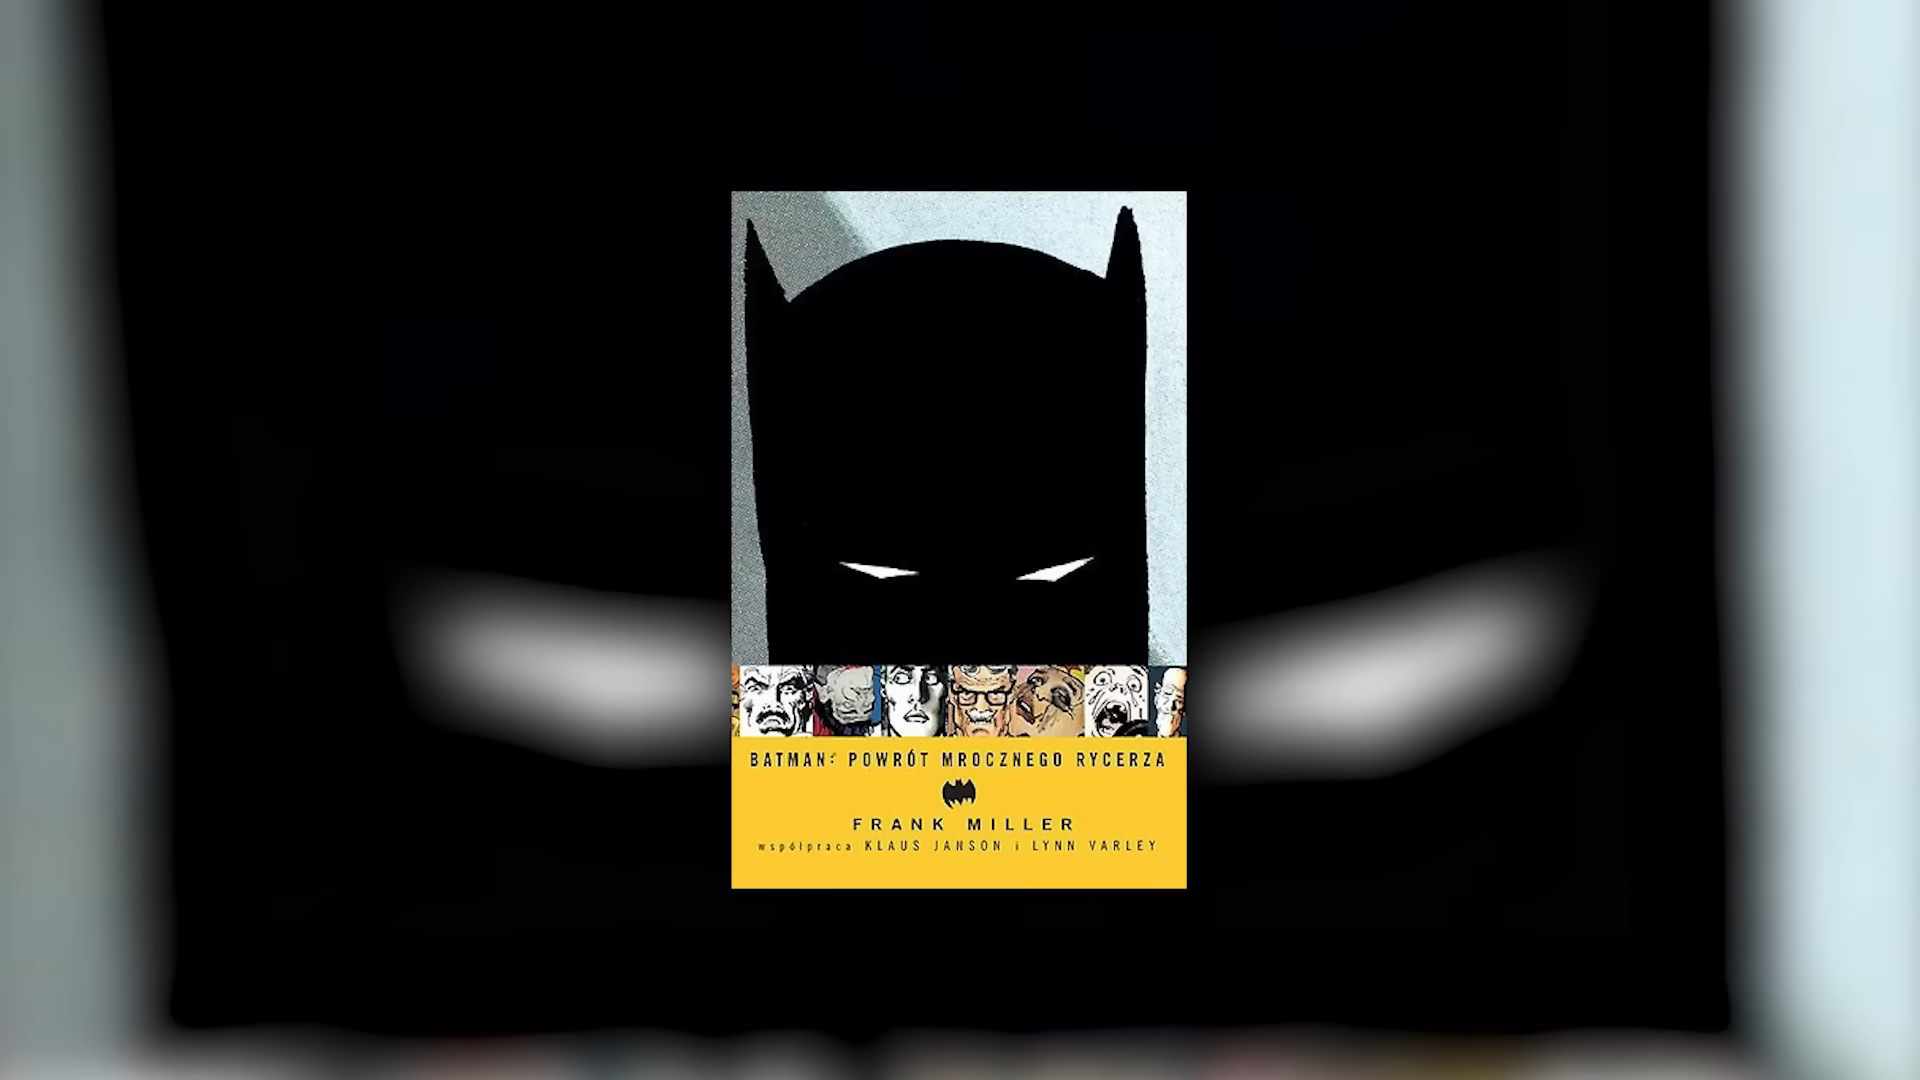 BATMAN: POWRÓT MROCZNEGO RYCERZA
FRANK MILLER
współpraca KLAUS JANSON i LYNN VARLEY